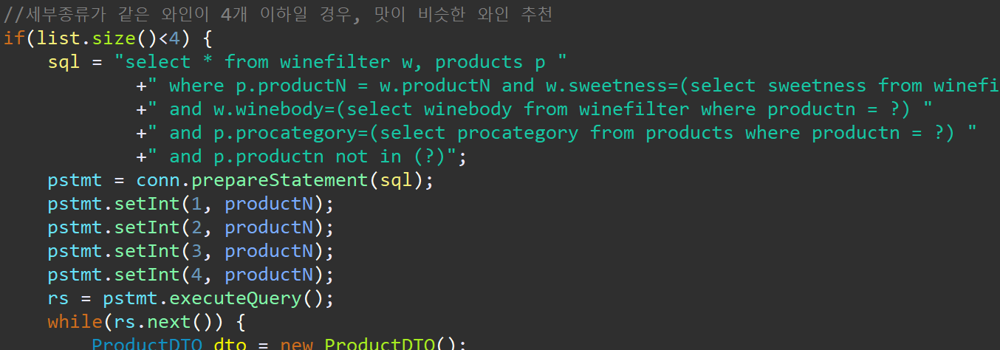 //세부종류가 같은 와인이 4개 이하일 경우, 맛이 비슷한 와인 추천
if(list.size()<4) {
    sql = "select * from winefilter w, products p "
            +" where p.productN = w.productN and w.sweetness=(select sweetness from winefi
            +" and w.winebody=(select winebody from winefilter where productn = ?) "
            +" and p.procategory=(select procategory from products where productn = ?) "
            +" and p.productn not in (?)";
    pstmt = conn.prepareStatement(sql);
    pstmt.setInt(1, productN);
    pstmt.setInt(2, productN);
    pstmt.setInt(3, productN);
    pstmt.setInt(4, productN);
    rs = pstmt.executeQuery();
    while(rs.next()) {
        ProductDTO dto = new ProductDTO();